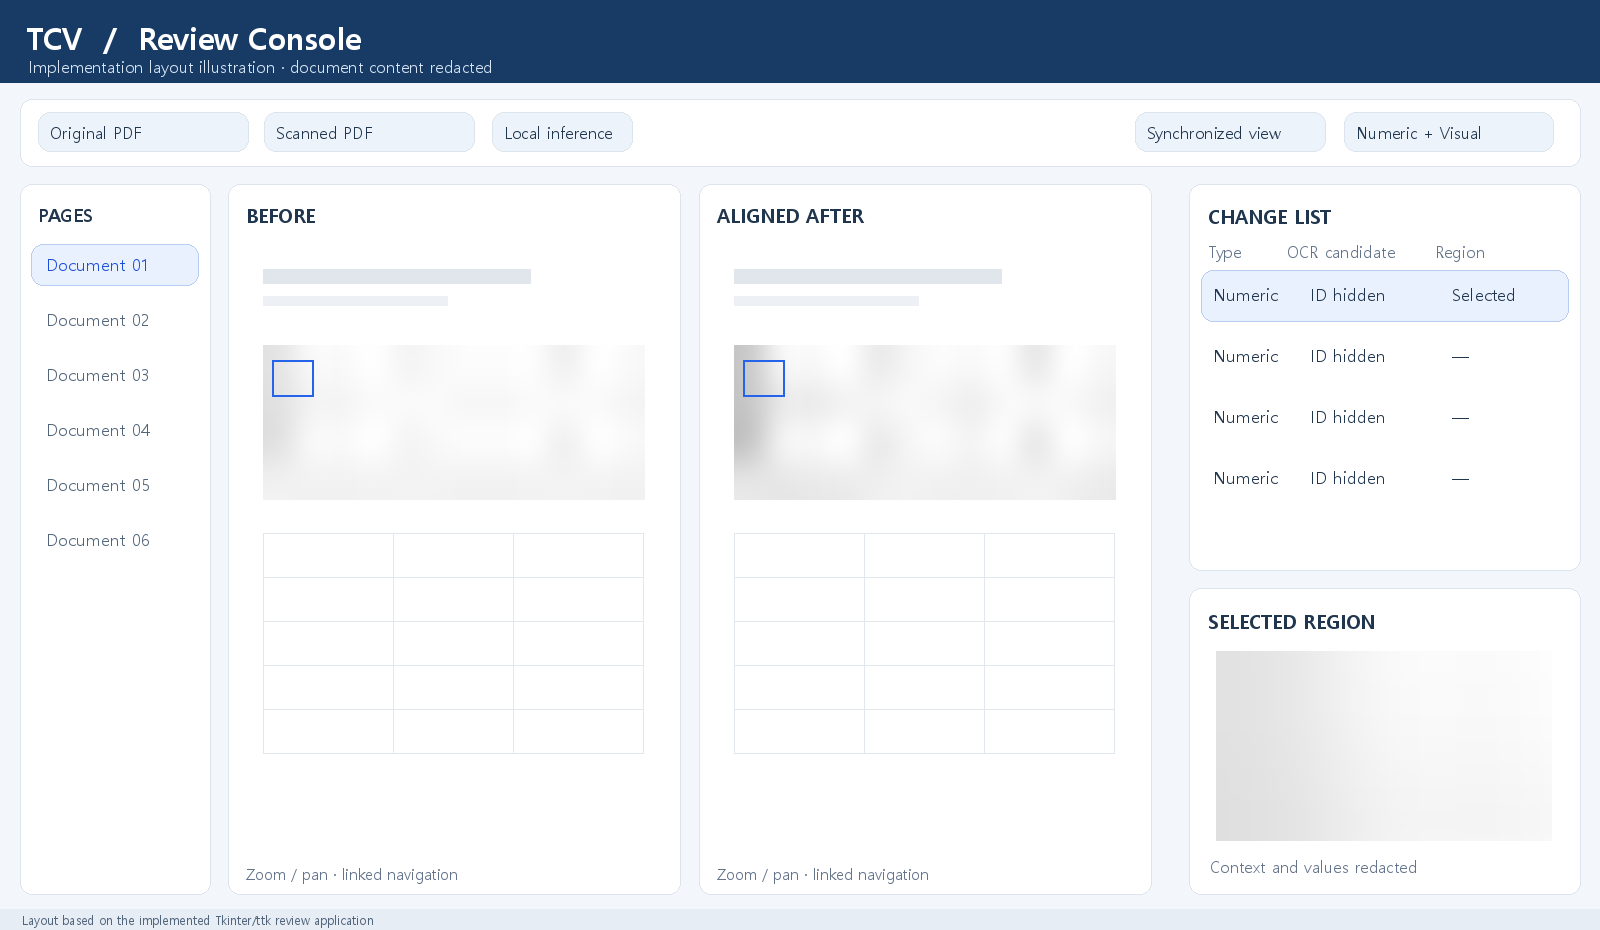 TCV / Review Console
Implementation layout illustration · document content redacted
Original PDF
Scanned PDF
Local inference
Synchronized view
Numeric + Visual
PAGES
Document 01
Document 02
Document 03
Document 04
Document 05
Document 06
BEFORE
Zoom / pan · linked navigation
ALIGNED AFTER
Zoom / pan · linked navigation
CHANGE LIST
Type OCR candidate Region
Numeric ID hidden Selected
Numeric ID hidden —
Numeric ID hidden —
Numeric ID hidden —
SELECTED REGION
Context and values redacted
Layout based on the implemented Tkinter/ttk review application